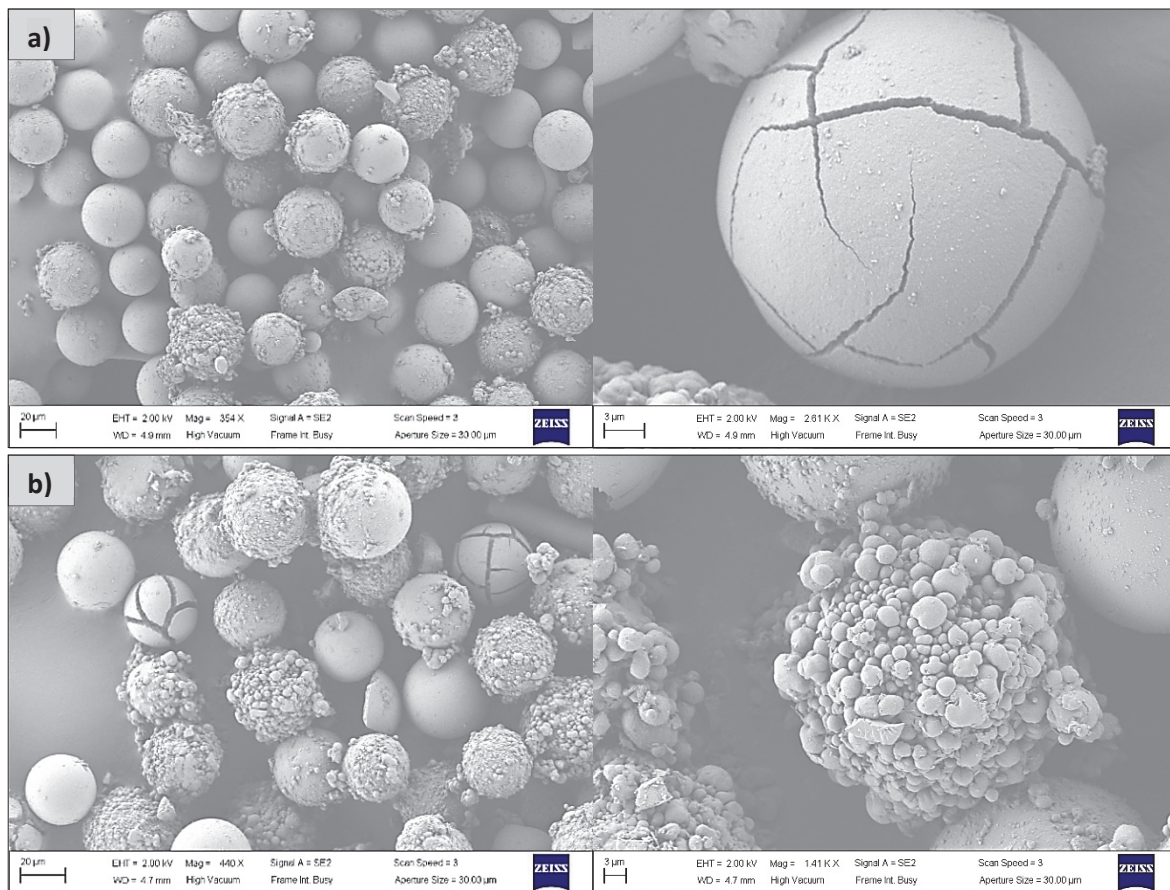 a)
20 µm EHT = 2.00 kV Mag = 354 X Signal A = SE2 Scan Speed = 3 ZEISS
WD = 4.9 mm High Vacuum Frame Int. Busy Aperture Size = 30.00 µm
3 µm EHT = 2.00 kV Mag = 2.61 K X Signal A = SE2 Scan Speed = 3 ZEISS
WD = 4.9 mm High Vacuum Frame Int. Busy Aperture Size = 30.00 µm
b)
20 µm EHT = 2.00 kV Mag = 440 X Signal A = SE2 Scan Speed = 3 ZEISS
WD = 4.7 mm High Vacuum Frame Int. Busy Aperture Size = 30.00 µm
3 µm EHT = 2.00 kV Mag = 1.41 K X Signal A = SE2 Scan Speed = 3 ZEISS
WD = 4.7 mm High Vacuum Frame Int. Busy Aperture Size = 30.00 µm